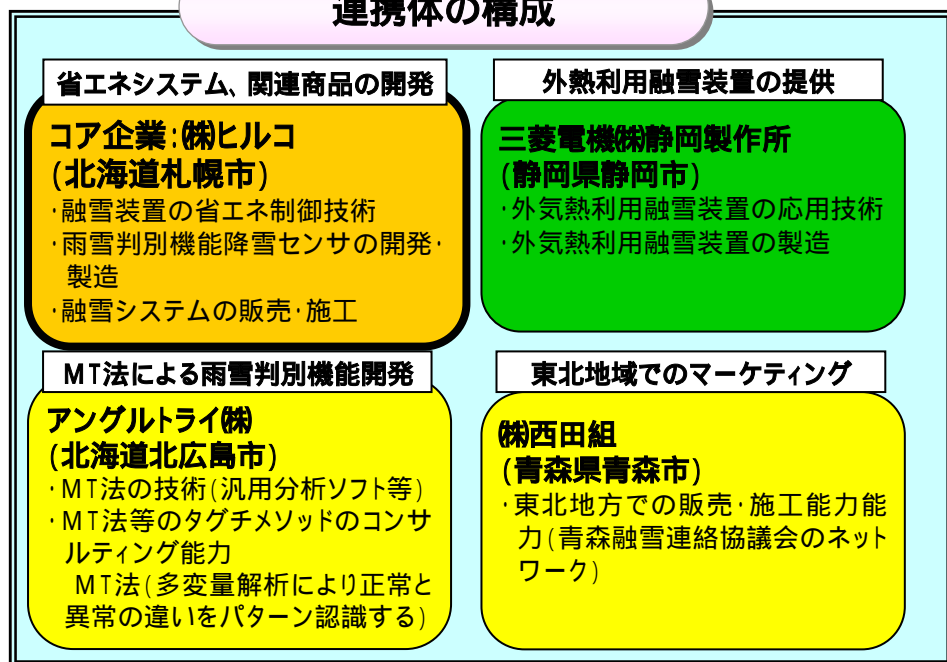 連携体の構成
省エネシステム、関連商品の開発
コア企業:㈱ヒルコ
(北海道札幌市)
・融雪装置の省エネ制御技術
・雨雪判別機能降雪センサの開発・
製造
・融雪システムの販売・施工
外熱利用融雪装置の提供
三菱電機㈱静岡製作所
(静岡県静岡市)
・外気熱利用融雪装置の応用技術
・外気熱利用融雪装置の製造
MT法による雨雪判別機能開発
アングルトライ㈱
(北海道北広島市)
・MT法の技術(汎用分析ソフト等)
・MT法等のタグチメソッドのコンサ
ルティング能力
MT法(多変量解析により正常と
異常の違いをパターン認識する)
東北地域でのマーケティング
㈱西田組
(青森県青森市)
・東北地方での販売・施工能力能
力(青森融雪連絡協議会のネット
ワーク)